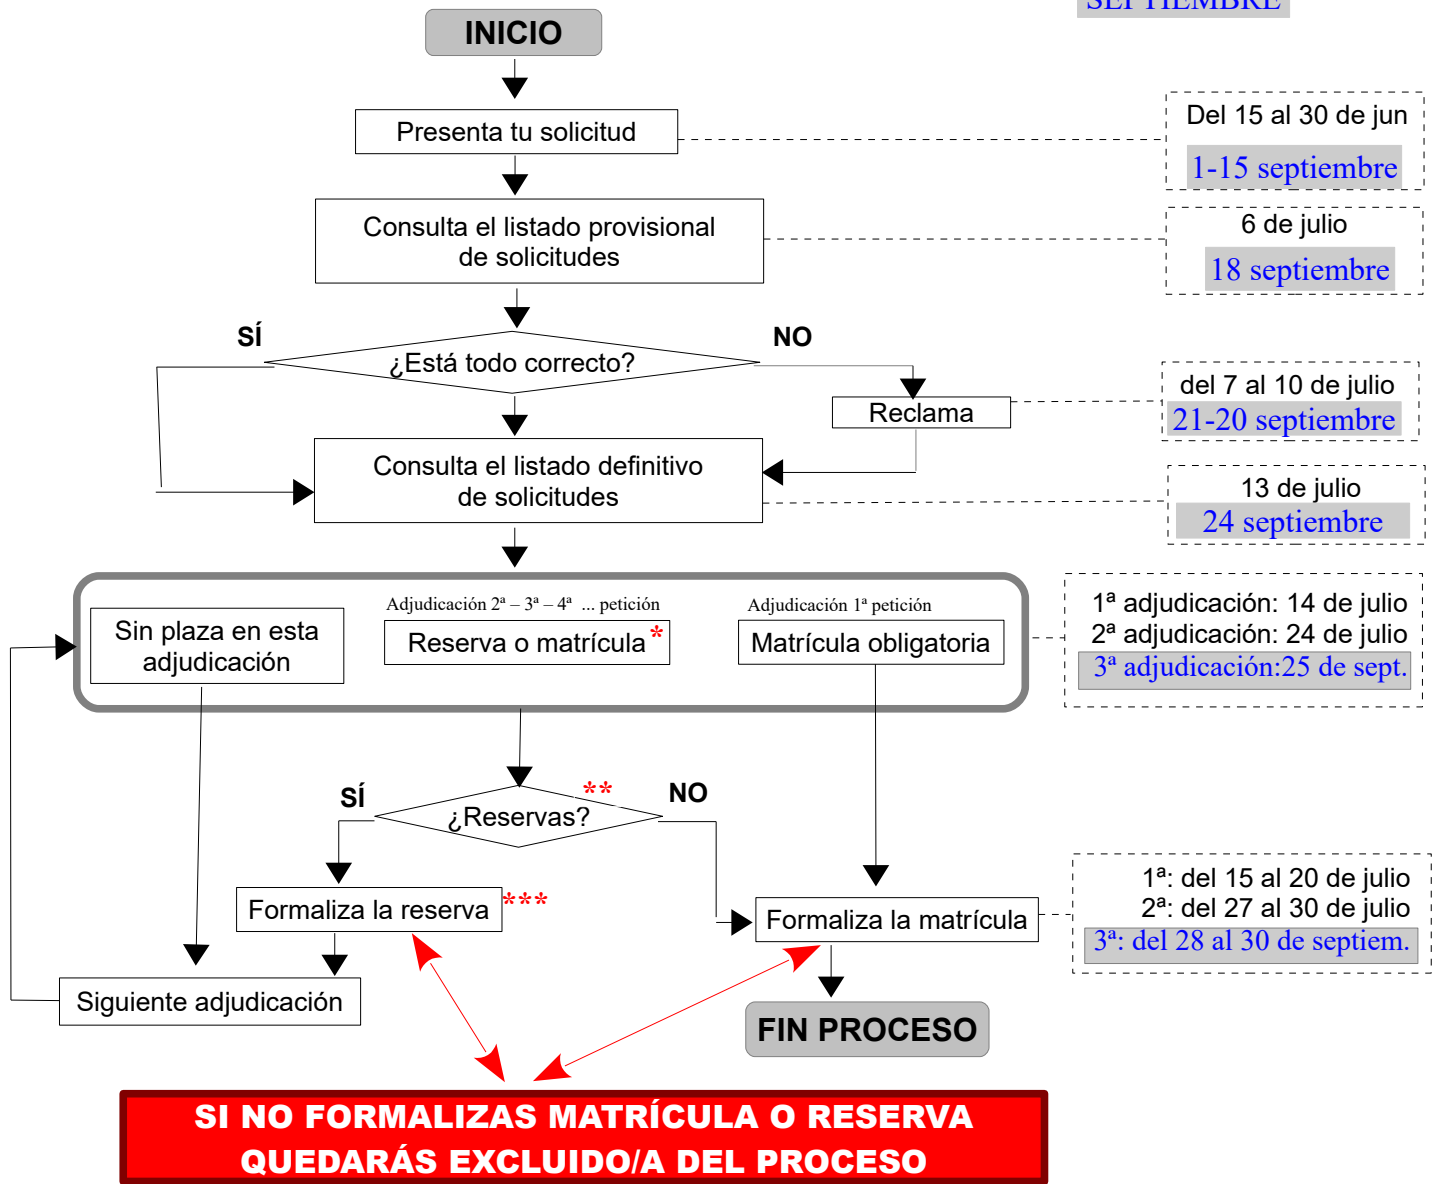 SEPTIEMBRE
INICIO
Presenta tu solicitud
Del 15 al 30 de jun
1-15 septiembre
Consulta el listado provisional
de solicitudes
6 de julio
18 septiembre
SÍ
¿Está todo correcto?
NO
Reclama
del 7 al 10 de julio
21-20 septiembre
Consulta el listado definitivo
de solicitudes
13 de julio
24 septiembre
Sin plaza en esta
adjudicación
Adjudicación 2ª – 3ª – 4ª ... petición
Reserva o matrícula*
Adjudicación 1ª petición
Matrícula obligatoria
1ª adjudicación: 14 de julio
2ª adjudicación: 24 de julio
3ª adjudicación:25 de sept.
SÍ
¿Reservas?
**
NO
Formaliza la reserva***
Formaliza la matrícula
1ª: del 15 al 20 de julio
2ª: del 27 al 30 de julio
3ª: del 28 al 30 de septiem.
Siguiente adjudicación
FIN PROCESO
SI NO FORMALIZAS MATRÍCULA O RESERVA
QUEDARÁS EXCLUIDO/A DEL PROCESO